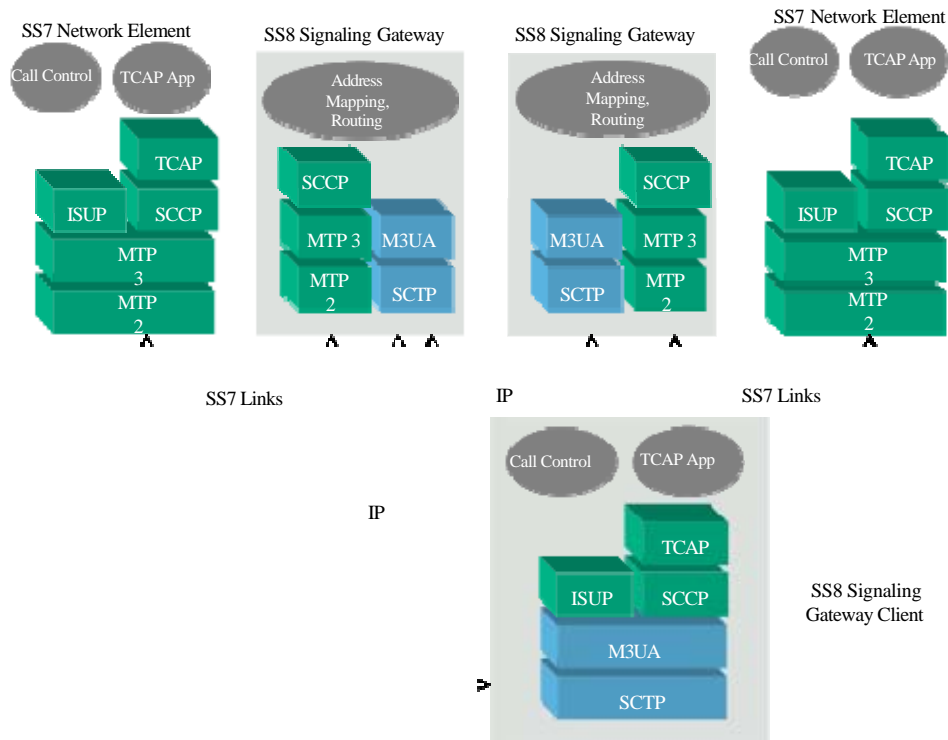 SS7 Network Element
SS8 Signaling Gateway
SS8 Signaling Gateway
SS7 Network Element
Call Control
TCAP App
Address
Mapping,
Routing
Address
Mapping,
Routing
Call Control
TCAP App
TCAP
ISUP
SCCP
MTP
3
MTP
2
SCCP
MTP 3
M3UA
MTP
2
SCTP
SCCP
M3UA
MTP 3
SCTP
MTP
2
TCAP
ISUP
SCCP
MTP
3
MTP
2
SS7 Links
IP
SS7 Links
IP
Call Control
TCAP App
TCAP
ISUP
SCCP
M3UA
SCTP
SS8 Signaling
Gateway Client